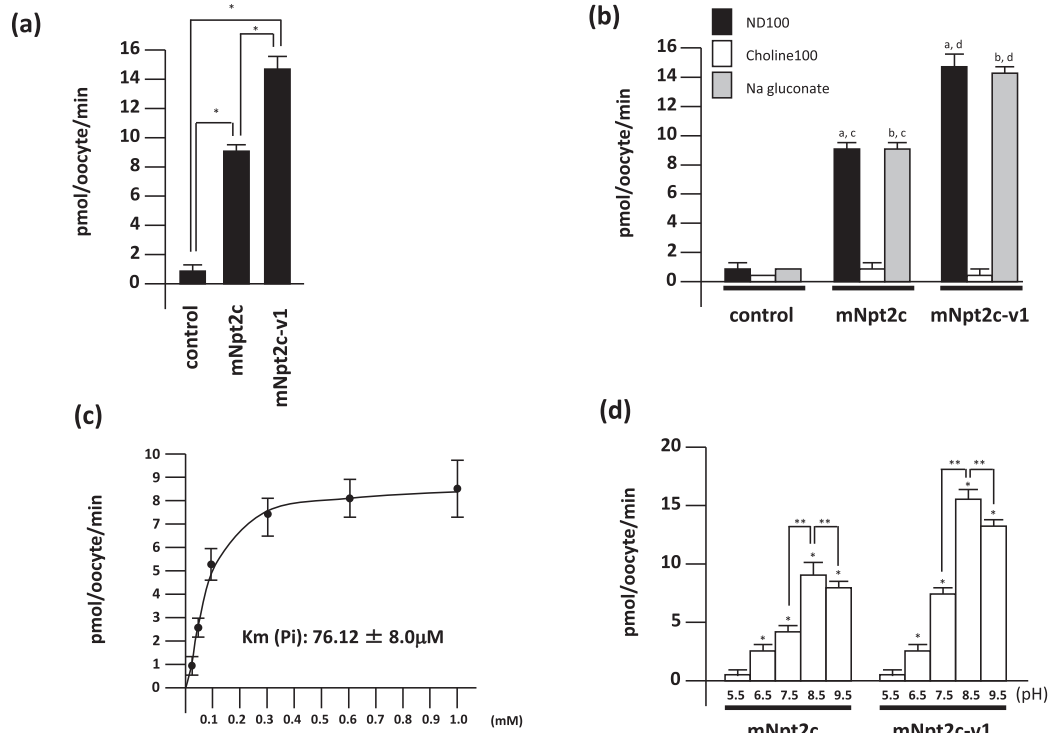 (a)
*
*
*
pmol/oocyte/min
16
14
12
10
8
6
4
2
0
control
mNpt2c
mNpt2c-v1
(b)
ND100
Choline100
Na gluconate
pmol/oocyte/min
16
14
12
10
8
6
4
2
0
a, c
b, c
a, d
b, d
control
mNpt2c
mNpt2c-v1
(c)
pmol/oocyte/min
10
9
8
7
6
5
4
3
2
1
0
Km (Pi): 76.12 ± 8.0μM
0.1 0.2 0.3 0.4 0.5 0.6 0.7 0.8 0.9 1.0 (mM)
(d)
pmol/oocyte/min
20
15
10
5
0
** **
** **
* * * *
* * * *
5.5 6.5 7.5 8.5 9.5 5.5 6.5 7.5 8.5 9.5 (pH)
mNpt2c mNpt2c-v1